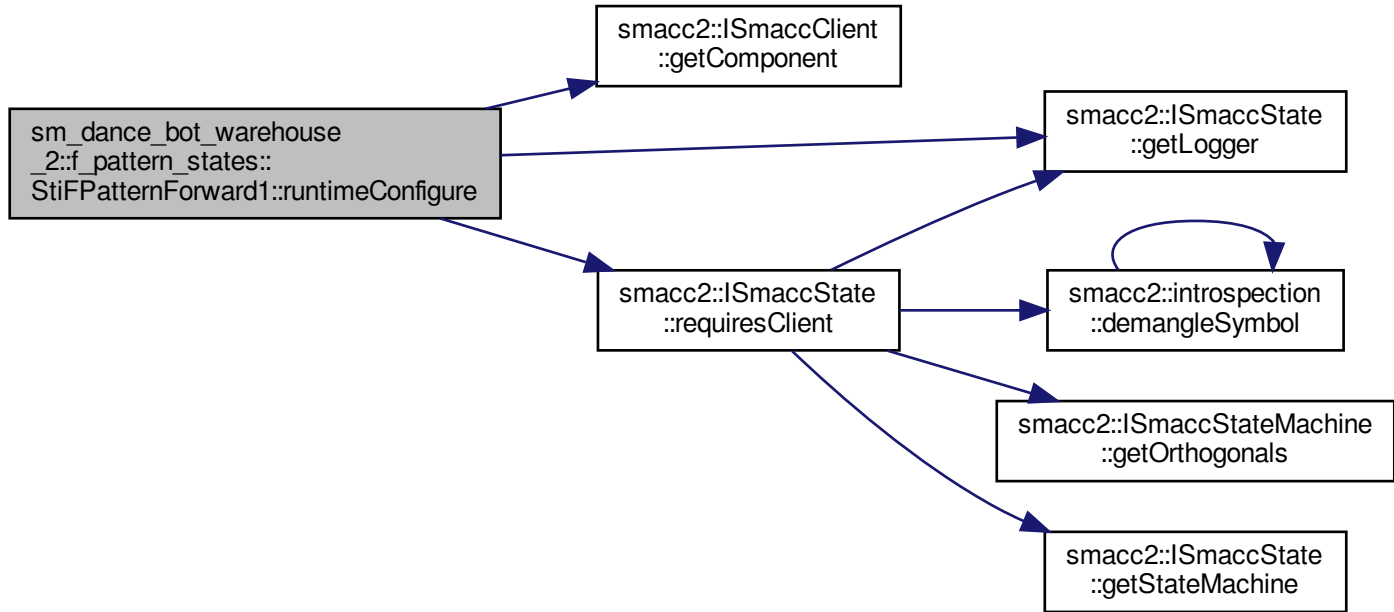 smacc2::ISmaccClient
::getComponent
sm_dance_bot_warehouse
_2::f_pattern_states::
StiFPatternForward1::runtimeConfigure
smacc2::ISmaccState
::getLogger
smacc2::ISmaccState
::requiresClient
smacc2::introspection
::demangleSymbol
smacc2::ISmaccStateMachine
::getOrthogonals
smacc2::ISmaccState
::getStateMachine